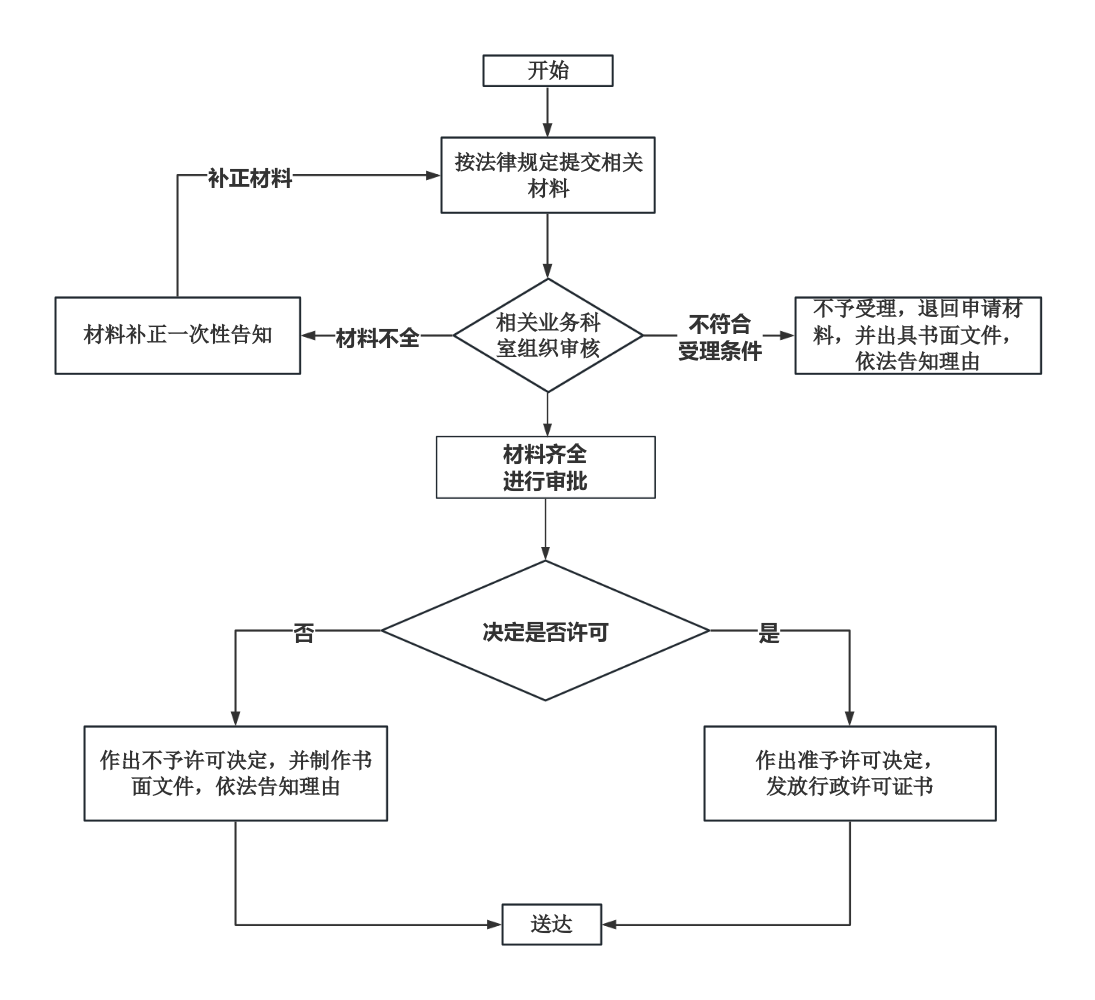 开始
按法律规定提交相关
材料
补正材料
材料补正一次性告知
材料不全
相关业务科
室组织审核
不符合
受理条件
不予受理，退回申请材
料，并出具书面文件，
依法告知理由
材料齐全
进行审批
决定是否许可
否
是
作出不予许可决定，并制作书
面文件，依法告知理由
作出准予许可决定，
发放行政许可证书
送达